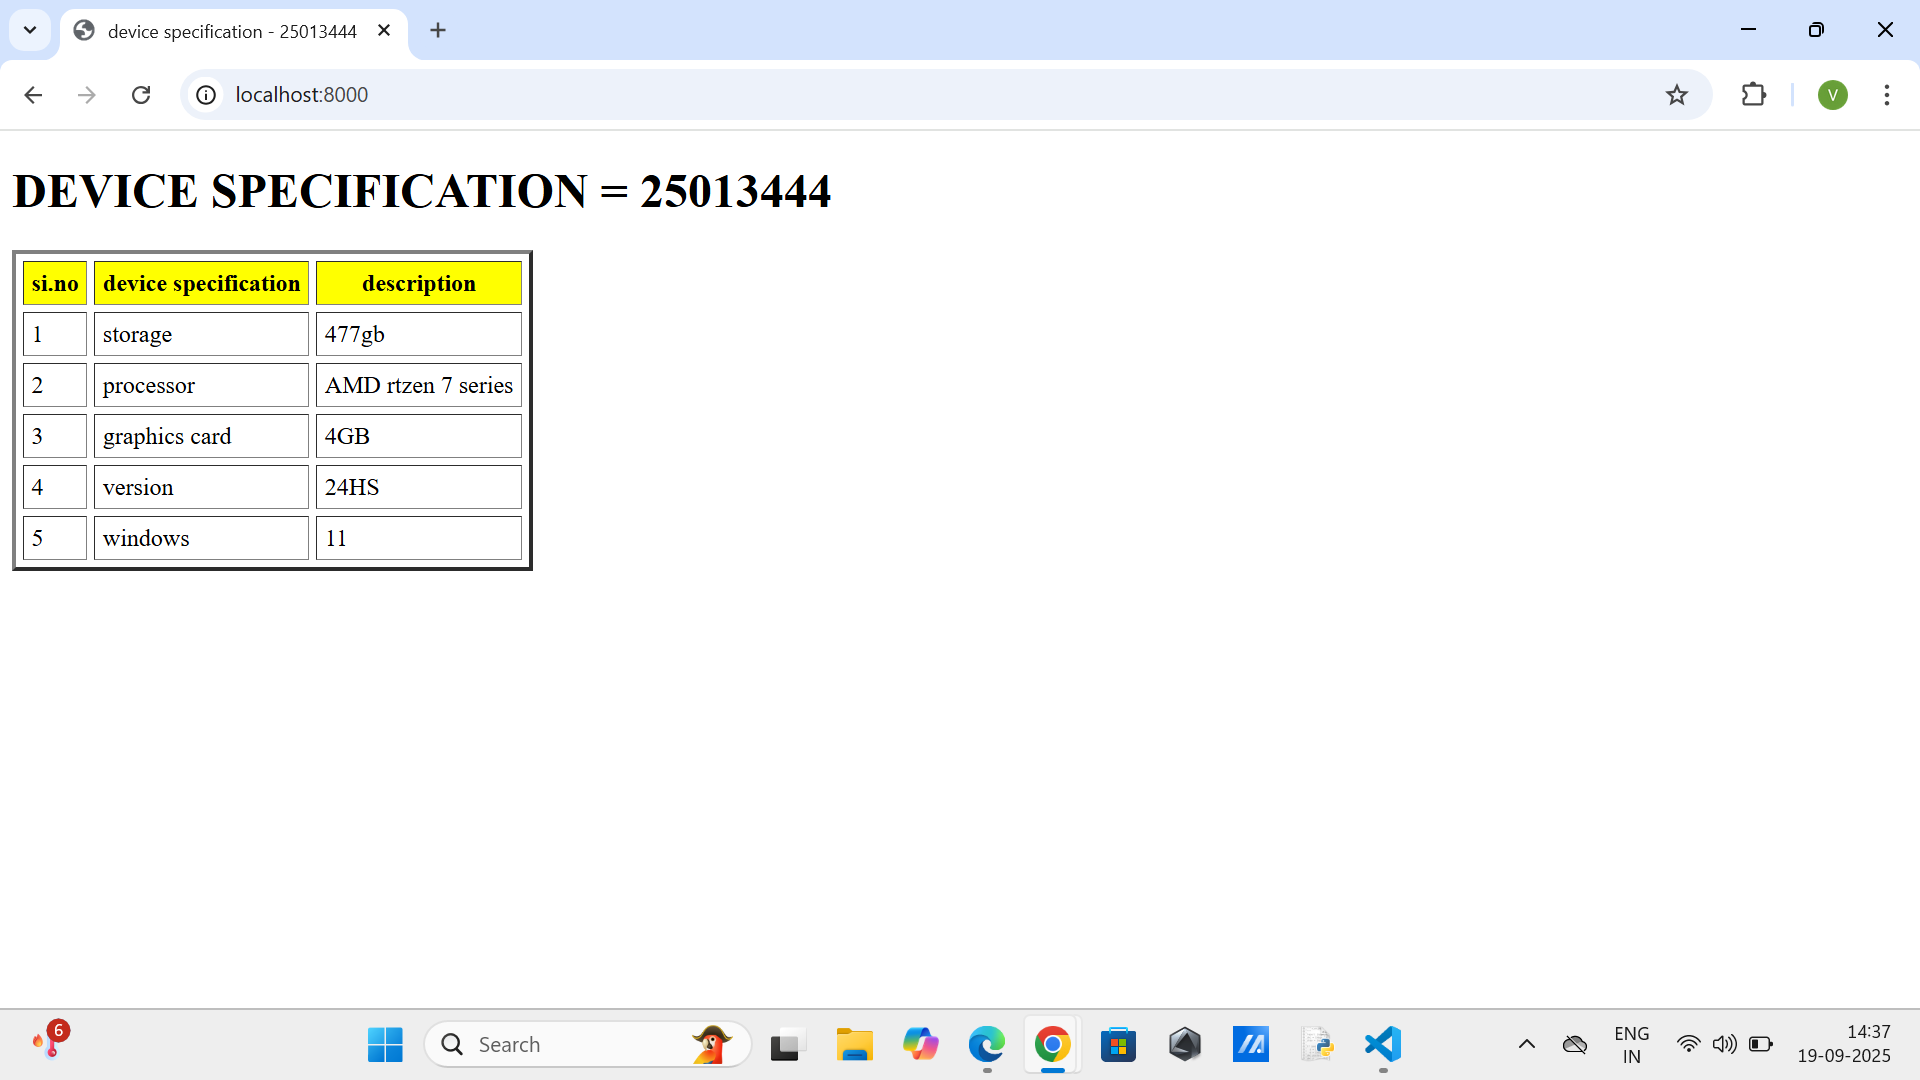 device specification - 25013444
localhost:8000
V
DEVICE SPECIFICATION = 25013444
si.no device specification description
1 storage 477gb
2 processor AMD rtzen 7 series
3 graphics card 4GB
4 version 24HS
5 windows 11
6
Search
ENG
IN
14:37
19-09-2025